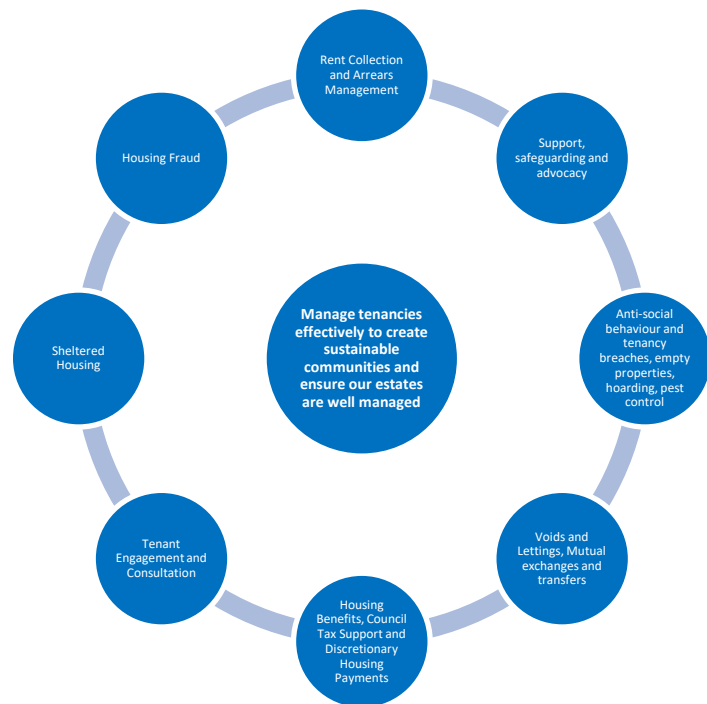 Rent Collection
and Arrears
Management
Support,
safeguarding and
advocacy
Anti-social
behaviour and
tenancy
breaches, empty
properties,
hoarding, pest
control
Voids and
Lettings, Mutual
exchanges and
transfers
Housing
Benefits, Council
Tax Support and
Discretionary
Housing
Payments
Tenant
Engagement and
Consultation
Sheltered
Housing
Housing Fraud
Manage tenancies
effectively to create
sustainable
communities and
ensure our estates
are well managed